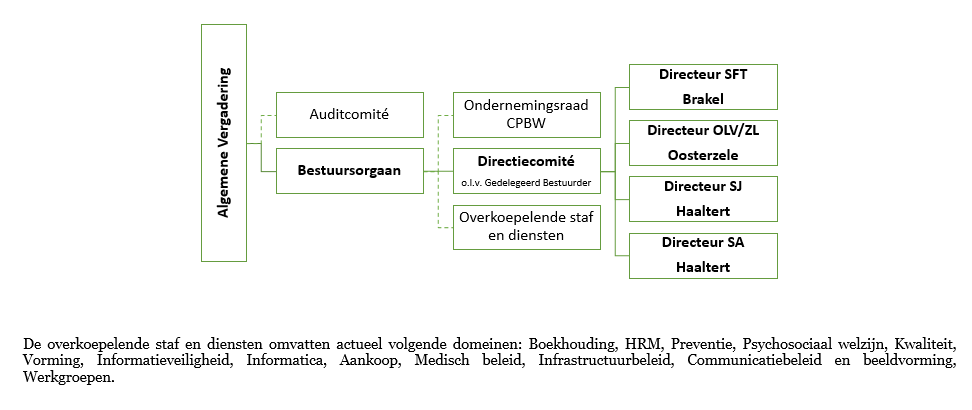 Algemene Vergadering
Auditcomité
Bestuursorgaan
Ondernemingsraad
CPBW
Directiecomité
o.l.v. Gedelegeerd Bestuurder
Overkoepelende staf
en diensten
Directeur SFT
Brakel
Directeur OLV/ZL
Oosterzele
Directeur SJ
Haaltert
Directeur SA
Haaltert
De overkoepelende staf en diensten omvatten actueel volgende domeinen: Boekhouding, HRM, Preventie, Psychosociaal welzijn, Kwaliteit,
Vorming, Informatieveiligheid, Informatica, Aankoop, Medisch beleid, Infrastructuurbeleid, Communicatiebeleid en beeldvorming,
Werkgroepen.